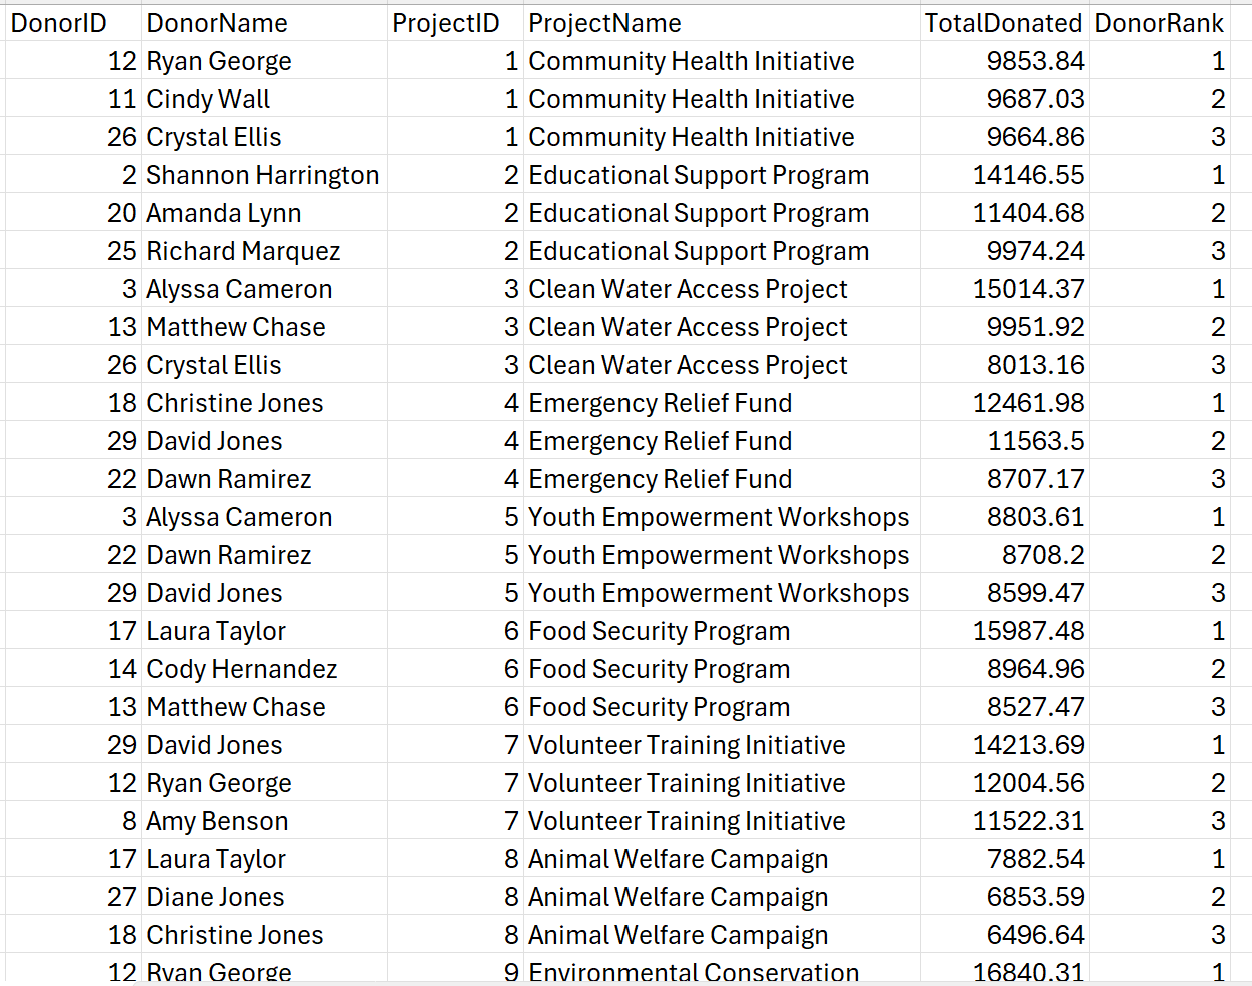 DonorID DonorName ProjectID ProjectName TotalDonated DonorRank
12 Ryan George 1 Community Health Initiative 9853.84 1
11 Cindy Wall 1 Community Health Initiative 9687.03 2
26 Crystal Ellis 1 Community Health Initiative 9664.86 3
2 Shannon Harrington 2 Educational Support Program 14146.55 1
20 Amanda Lynn 2 Educational Support Program 11404.68 2
25 Richard Marquez 2 Educational Support Program 9974.24 3
3 Alyssa Cameron 3 Clean Water Access Project 15014.37 1
13 Matthew Chase 3 Clean Water Access Project 9951.92 2
26 Crystal Ellis 3 Clean Water Access Project 8013.16 3
18 Christine Jones 4 Emergency Relief Fund 12461.98 1
29 David Jones 4 Emergency Relief Fund 11563.5 2
22 Dawn Ramirez 4 Emergency Relief Fund 8707.17 3
3 Alyssa Cameron 5 Youth Empowerment Workshops 8803.61 1
22 Dawn Ramirez 5 Youth Empowerment Workshops 8708.2 2
29 David Jones 5 Youth Empowerment Workshops 8599.47 3
17 Laura Taylor 6 Food Security Program 15987.48 1
14 Cody Hernandez 6 Food Security Program 8964.96 2
13 Matthew Chase 6 Food Security Program 8527.47 3
29 David Jones 7 Volunteer Training Initiative 14213.69 1
12 Ryan George 7 Volunteer Training Initiative 12004.56 2
8 Amy Benson 7 Volunteer Training Initiative 11522.31 3
17 Laura Taylor 8 Animal Welfare Campaign 7882.54 1
27 Diane Jones 8 Animal Welfare Campaign 6853.59 2
18 Christine Jones 8 Animal Welfare Campaign 6496.64 3
12 Ryan George 9 Environmental Conservation 16840.31 1